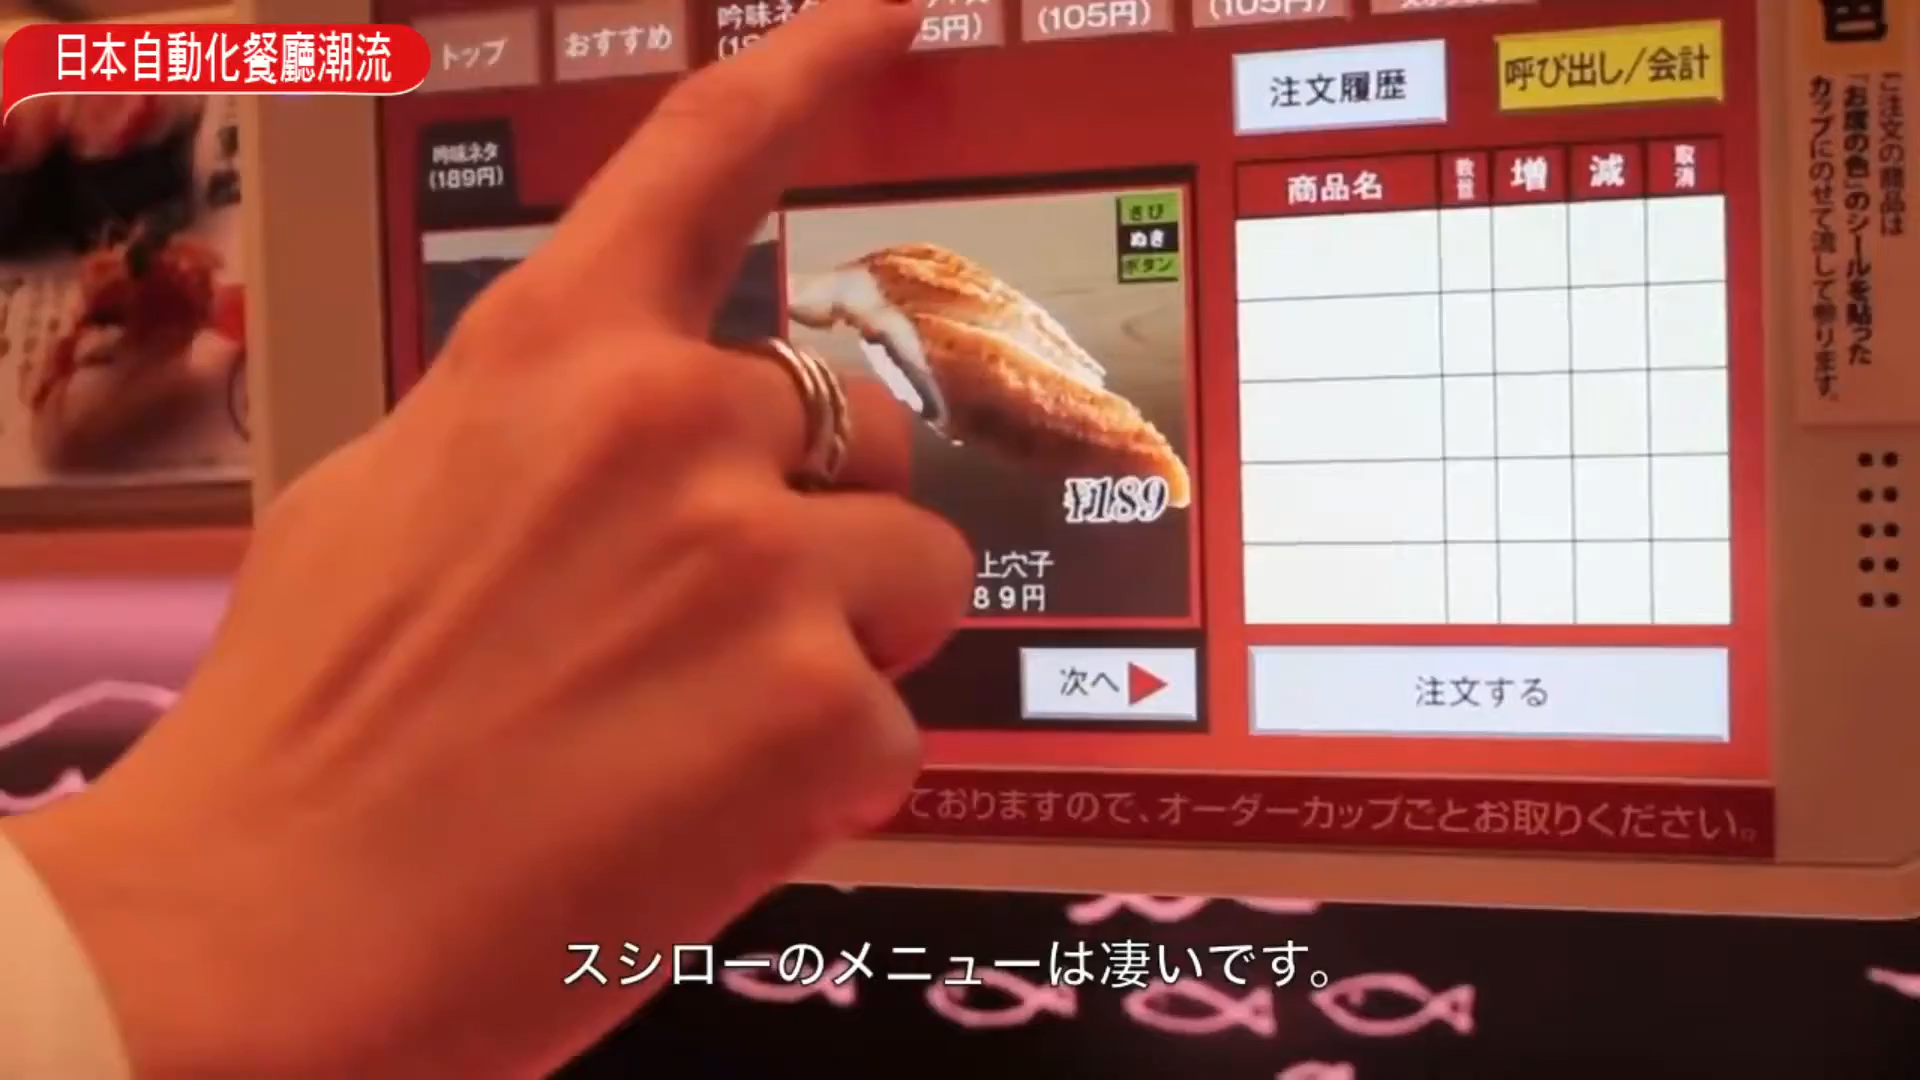 日本自動化餐廳潮流
トップ
おすすめ
吟味ネタ
5円)
(105円)
(105円)
注文履歴
呼び出し/会計
吟味ネタ
(189円)
さび
ぬき
ボタン
¥189
上穴子
89円
次へ
商品名
数量
増
減
取消
注文する
ておりますので、オーダーカップごとお取りください。
色
ご注文の商品は
「お席の色」のシールを貼った
カップにのせて流して参ります。
スシローのメニューは凄いです。